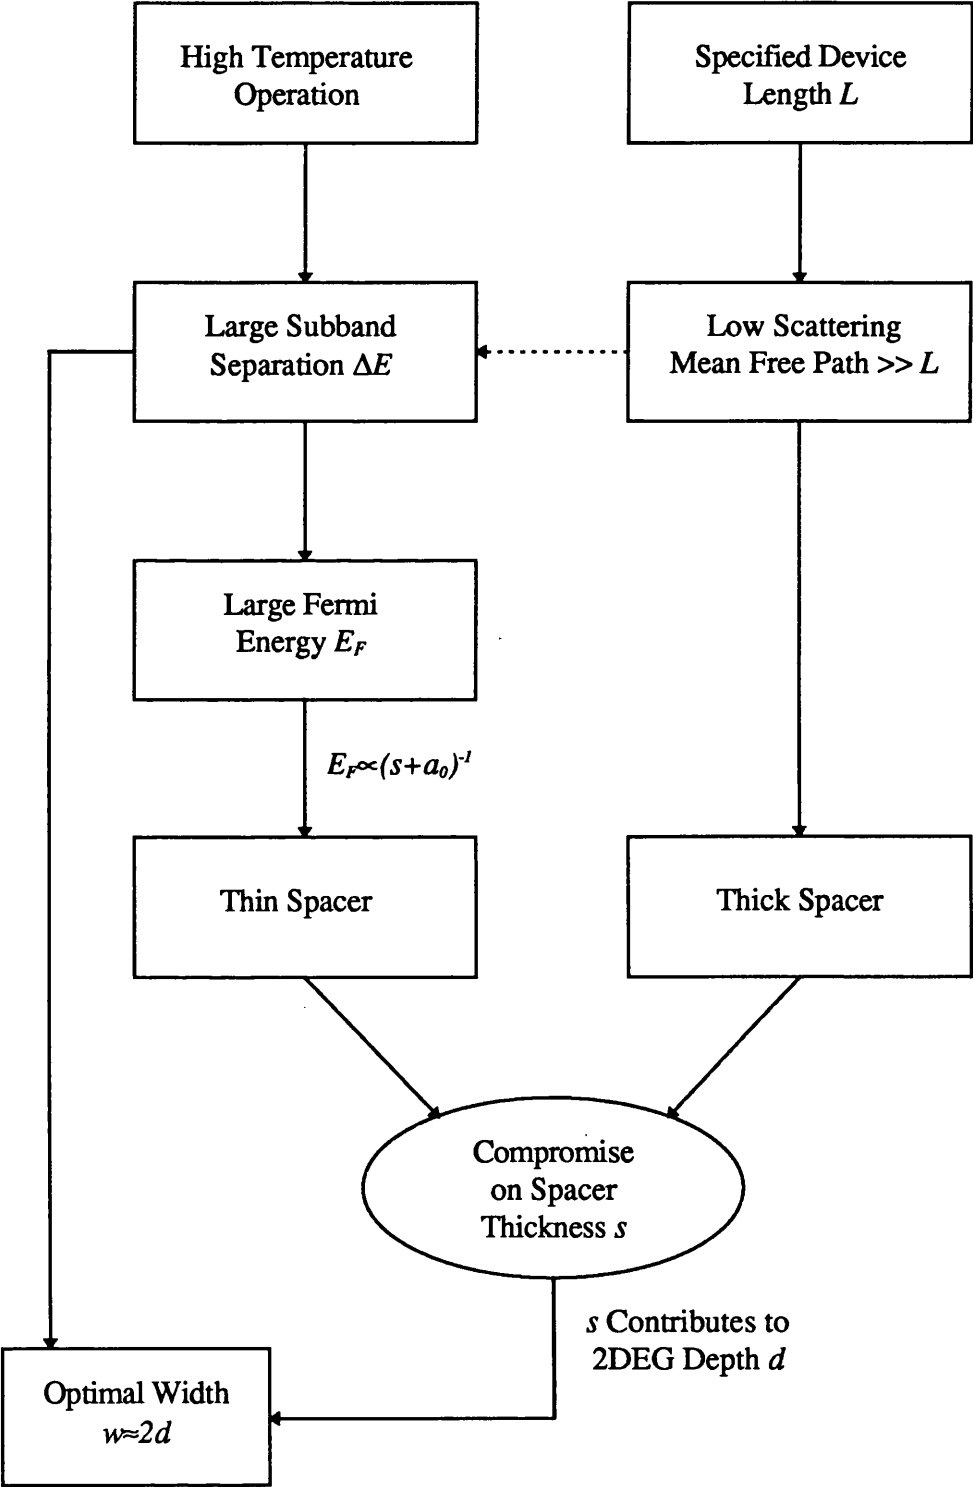 High Temperature
Operation
Specified Device
Length L
Large Subband
Separation ΔE
Low Scattering
Mean Free Path >> L
Large Fermi
Energy E_F
E_F∝(s+a₀)⁻¹
Thin Spacer
Thick Spacer
Compromise
on Spacer
Thickness s
s Contributes to
2DEG Depth d
Optimal Width
w≈2d